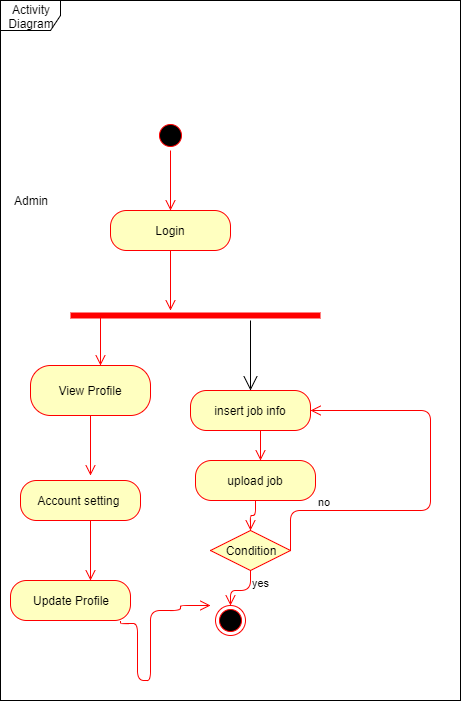 Activity
Diagram
Admin
Login
View Profile
insert job info
Account setting
upload job
no
Condition
yes
Update Profile